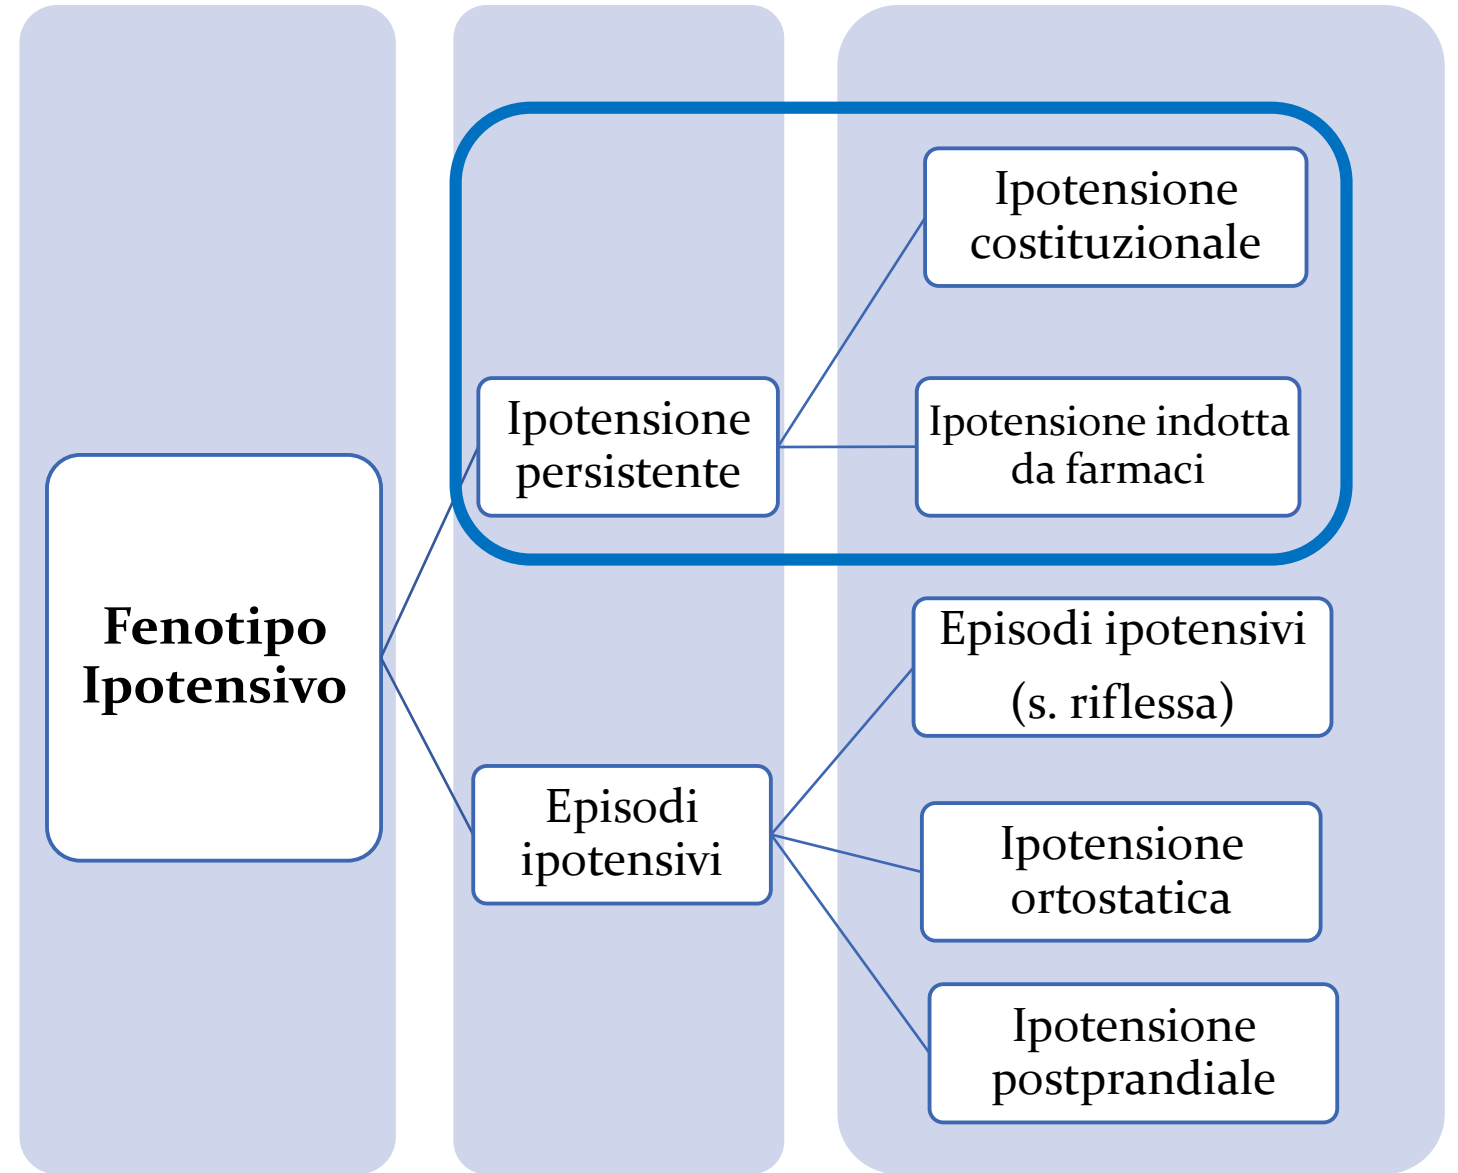 Fenotipo
Ipotensivo
Ipotensione
persistente
Ipotensione
costituzionale
Ipotensione indotta
da farmaci
Episodi
ipotensivi
Episodi ipotensivi
(s. riflessa)
Ipotensione
ortostatica
Ipotensione
postprandiale